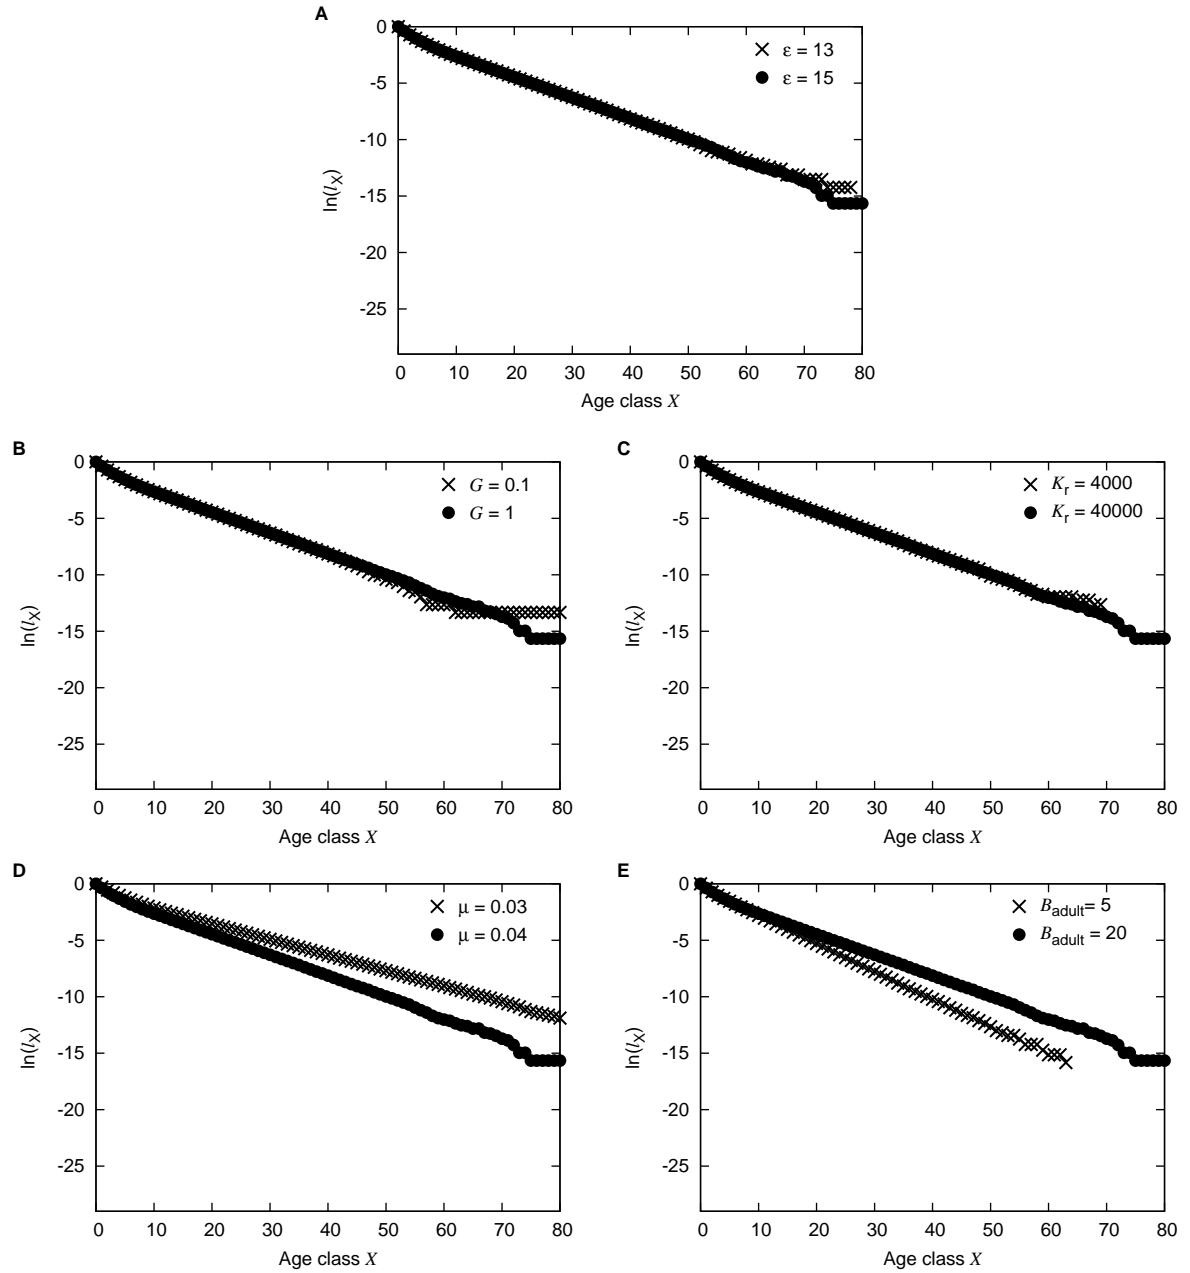 A
0
-5
-10
-15
-20
-25
ln(lX)
ε = 13
ε = 15
0 10 20 30 40 50 60 70 80
Age class X
B
0
-5
-10
-15
-20
-25
ln(lX)
G = 0.1
G = 1
0 10 20 30 40 50 60 70 80
Age class X
C
0
-5
-10
-15
-20
-25
ln(lX)
Kr = 4000
Kr = 40000
0 10 20 30 40 50 60 70 80
Age class X
D
0
-5
-10
-15
-20
-25
ln(lX)
μ = 0.03
μ = 0.04
0 10 20 30 40 50 60 70 80
Age class X
E
0
-5
-10
-15
-20
-25
ln(lX)
Badult= 5
Badult = 20
0 10 20 30 40 50 60 70 80
Age class X